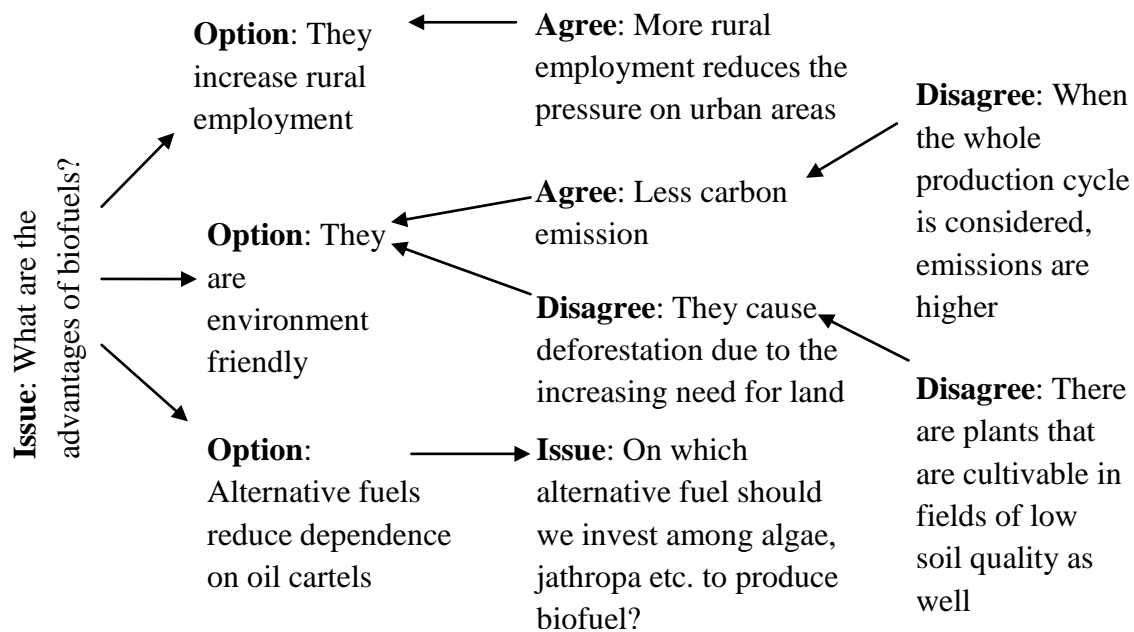 Issue: What are the
advantages of biofuels?
Option: They
increase rural
employment
Agree: More rural
employment reduces the
pressure on urban areas
Option: They
are
environment
friendly
Agree: Less carbon
emission
Disagree: When
the whole
production cycle
is considered,
emissions are
higher
Disagree: They cause
deforestation due to the
increasing need for land
Disagree: There
are plants that
are cultivable in
fields of low
soil quality as
well
Option:
Alternative fuels
reduce dependence
on oil cartels
Issue: On which
alternative fuel should
we invest among algae,
jathropa etc. to produce
biofuel?